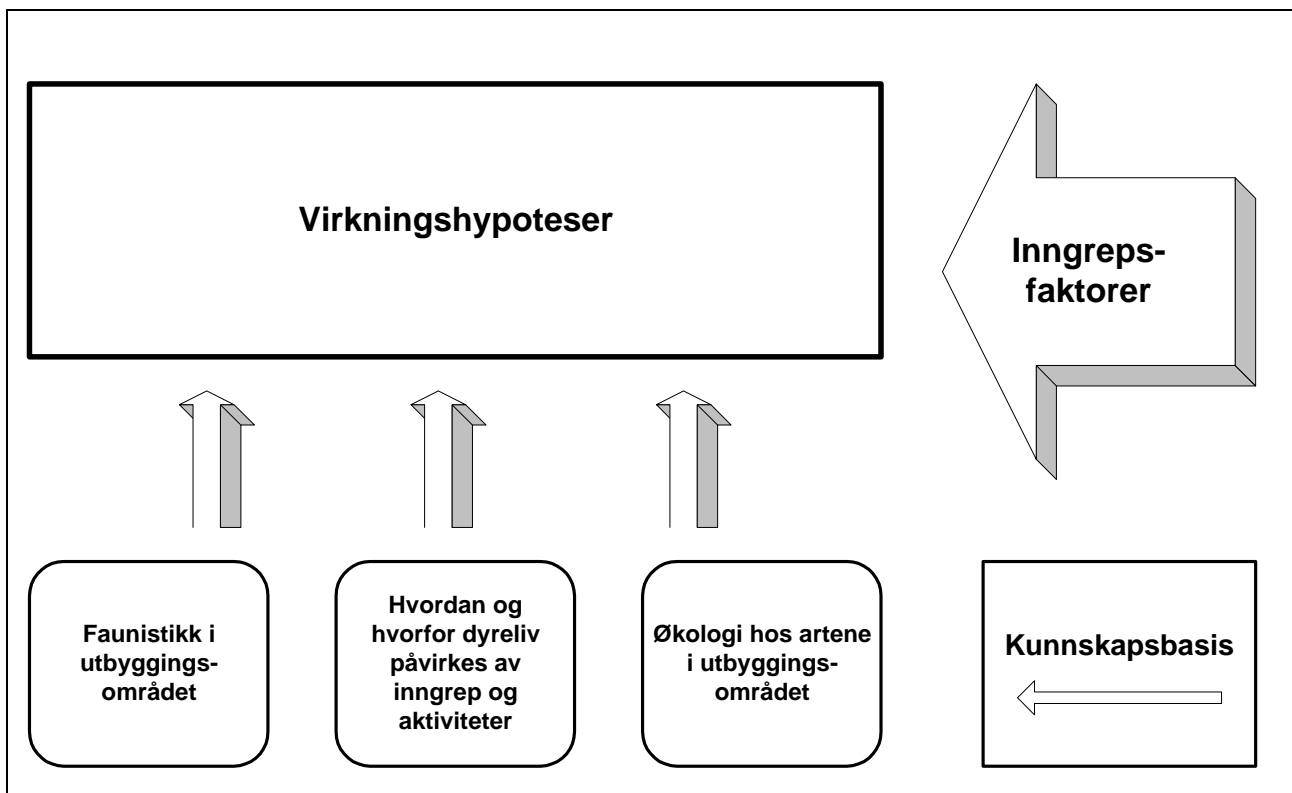 Virkningshypoteser
Inngreps-
faktorer
Faunistikk i
utbyggings-
området
Hvordan og
hvorfor dyreliv
påvirkes av
inngrep og
aktiviteter
Økologi hos artene
i utbyggings-
området
Kunnskapsbasis